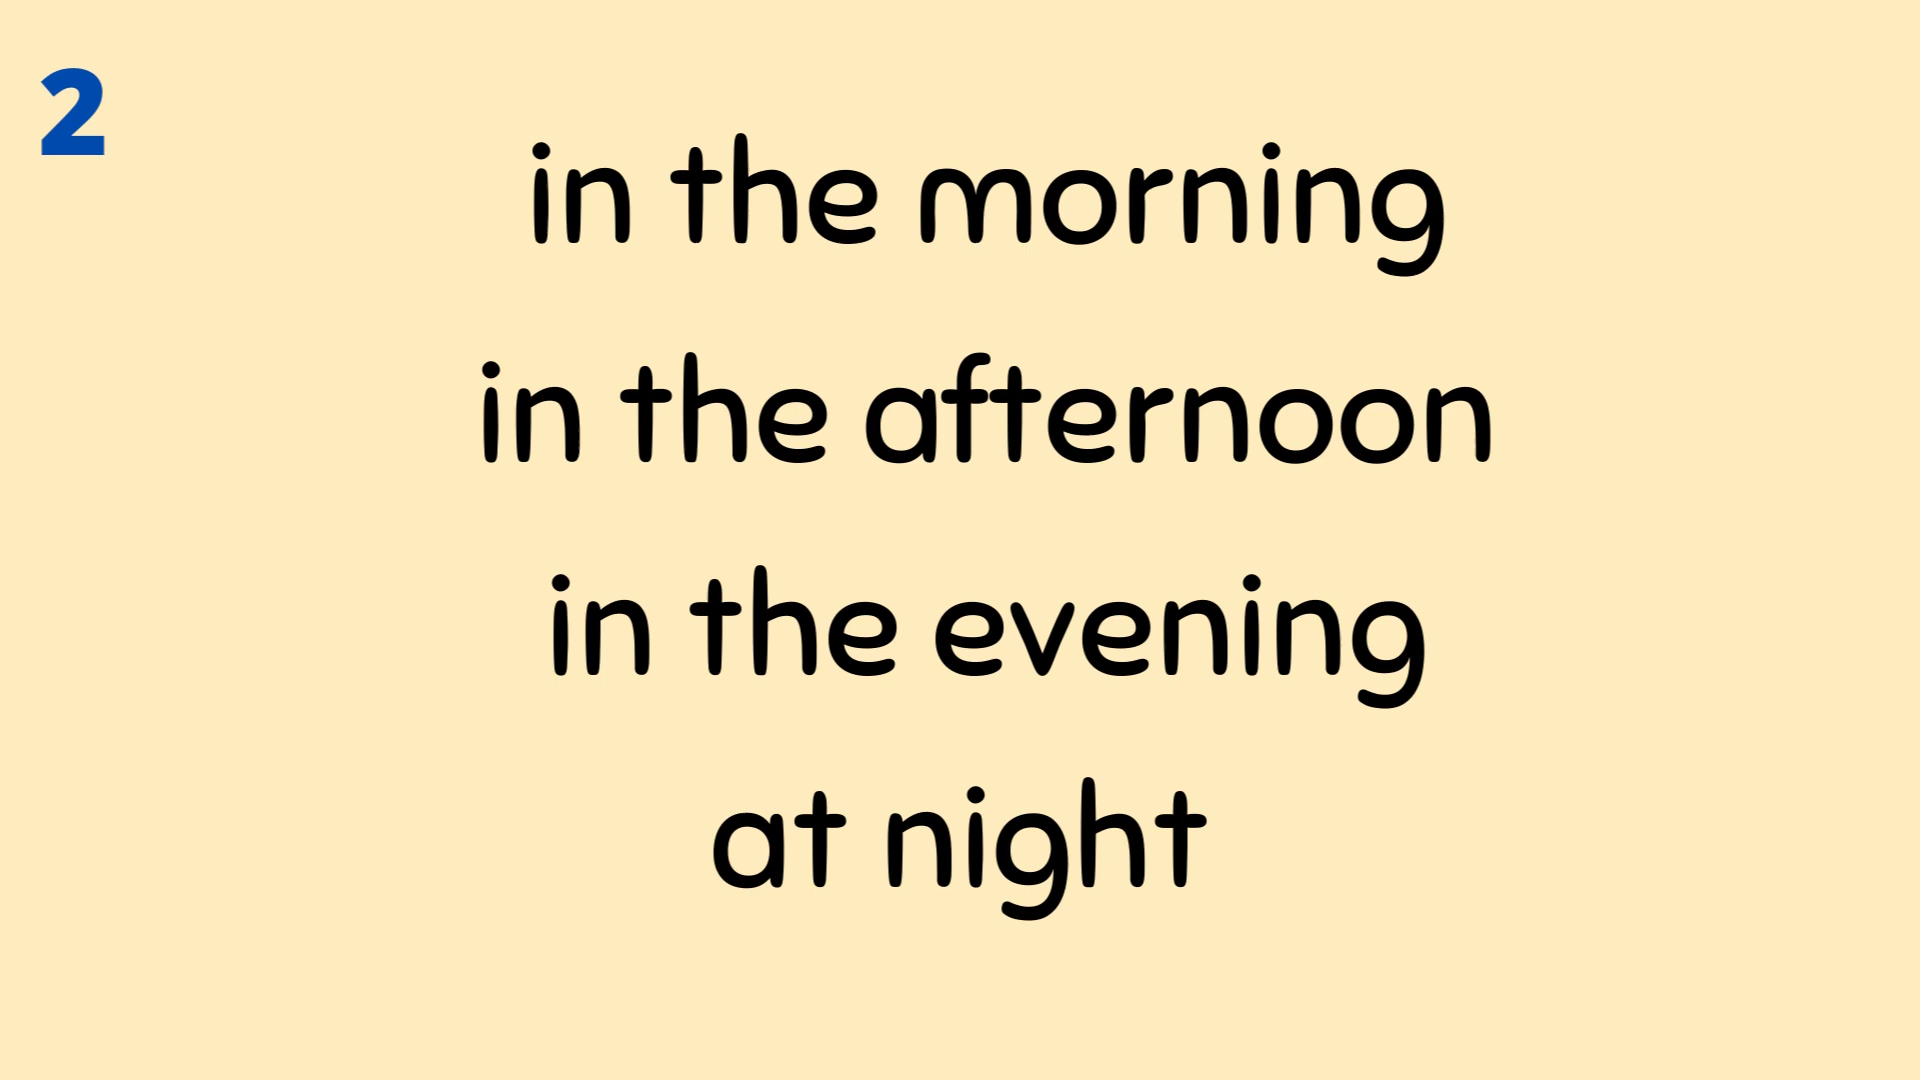 2
in the morning
in the afternoon
in the evening
at night